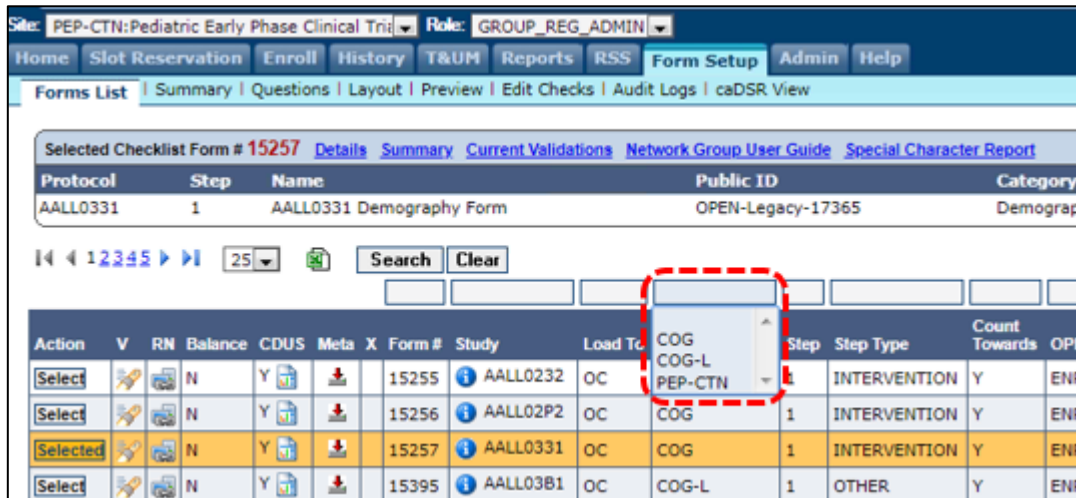 Site: PEP-CTN:Pediatric Early Phase Clinical Tria Role: GROUP_REG_ADMIN
Home Slot Reservation Enroll History T&UM Reports RSS Form Setup Admin Help
Forms List | Summary | Questions | Layout | Preview | Edit Checks | Audit Logs | caDSR View
Selected Checklist Form # 15257 Details Summary Current Validations Network Group User Guide Special Character Report
Protocol Step Name Public ID Category
AALL0331 1 AALL0331 Demography Form OPEN-Legacy-17365 Demograp
1 2 3 4 5 25 Search Clear
COG
COG-L
PEP-CTN
Action V RN Balance CDUS Meta X Form # Study Load To Step Step Type Count Towards OPE
Select N Y 15255 AALL0232 OC 1 INTERVENTION Y ENR
Select N Y 15256 AALL02P2 OC COG 1 INTERVENTION Y ENR
Selected N Y 15257 AALL0331 OC COG 1 INTERVENTION Y ENR
Select N Y 15395 AALL03B1 OC COG-L 1 OTHER Y ENR